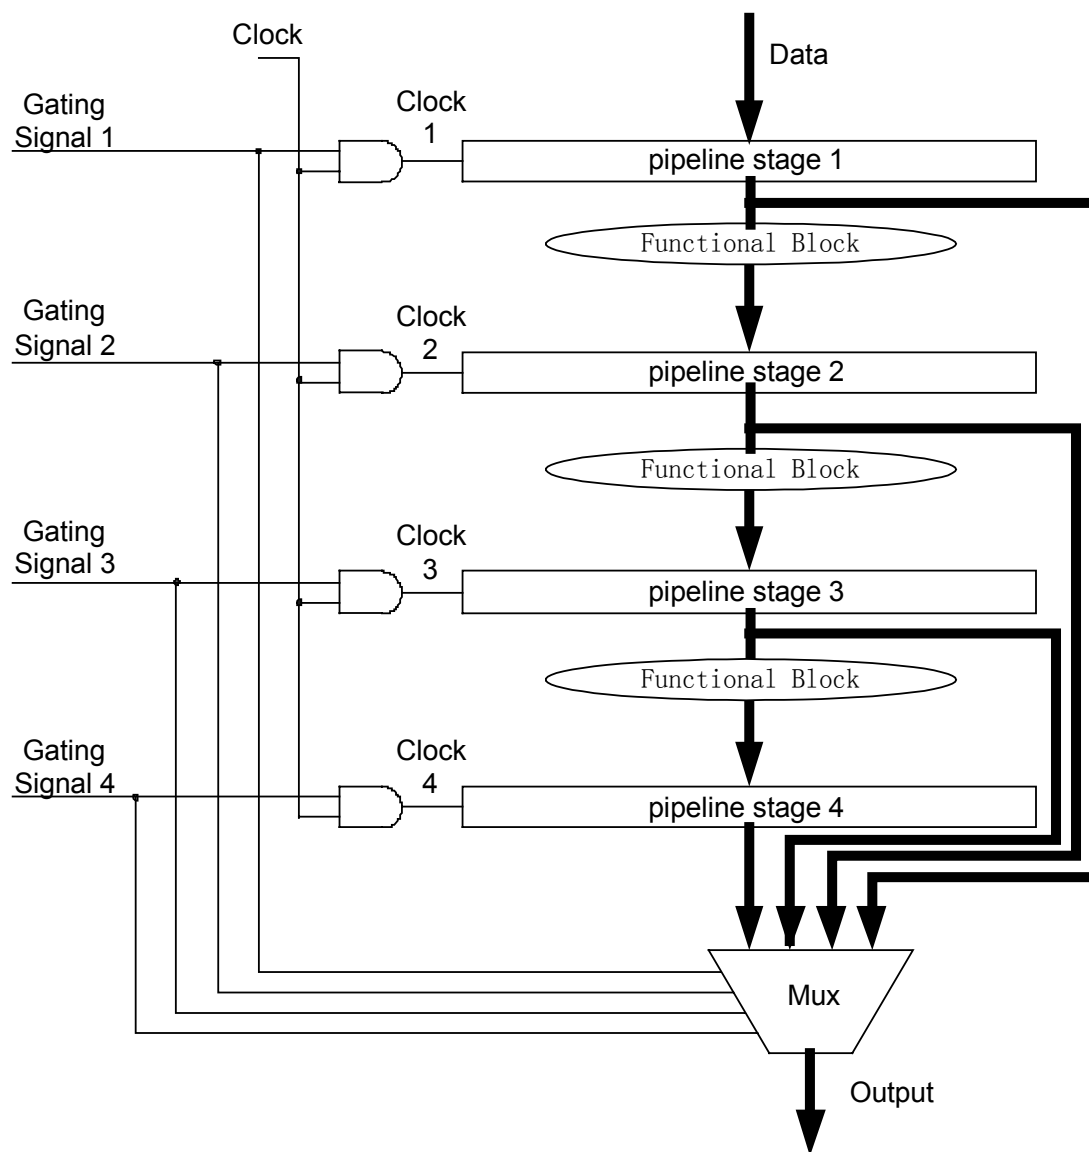 Clock
Data
Gating
Signal 1
Clock
1
pipeline stage 1
Functional Block
Gating
Signal 2
Clock
2
pipeline stage 2
Functional Block
Gating
Signal 3
Clock
3
pipeline stage 3
Functional Block
Gating
Signal 4
Clock
4
pipeline stage 4
Mux
Output